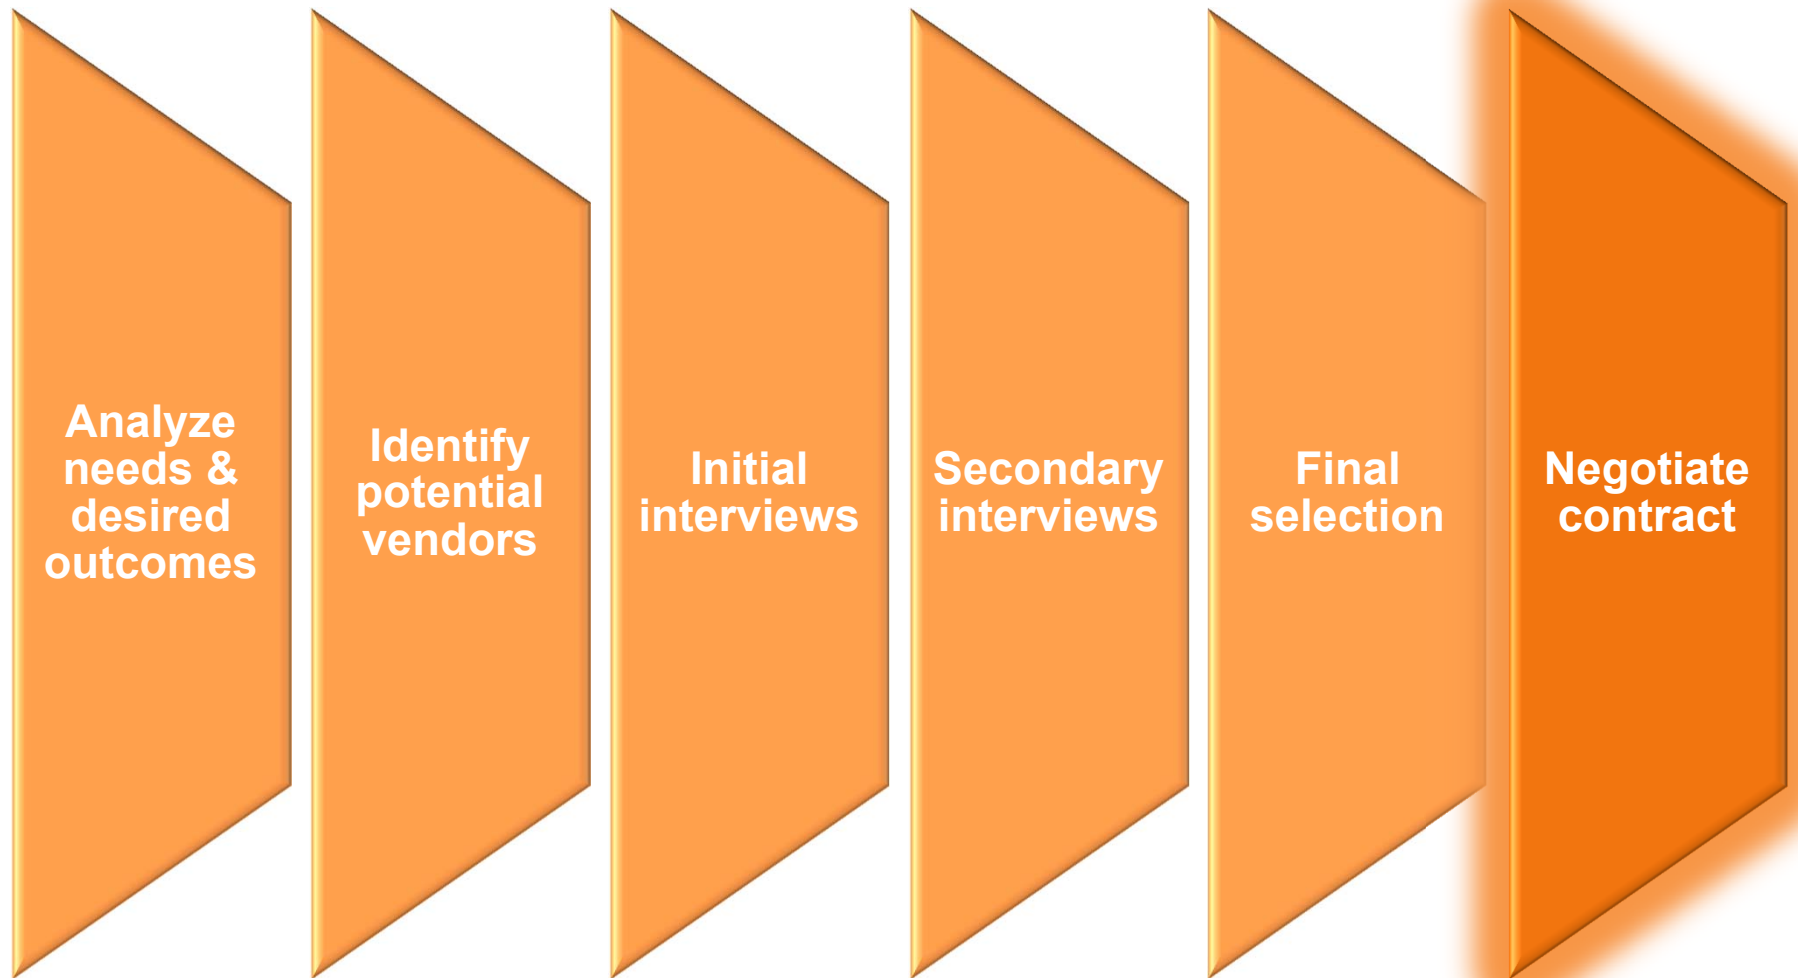 Analyze
needs &
desired
outcomes
Identify
potential
vendors
Initial
interviews
Secondary
interviews
Final
selection
Negotiate
contract